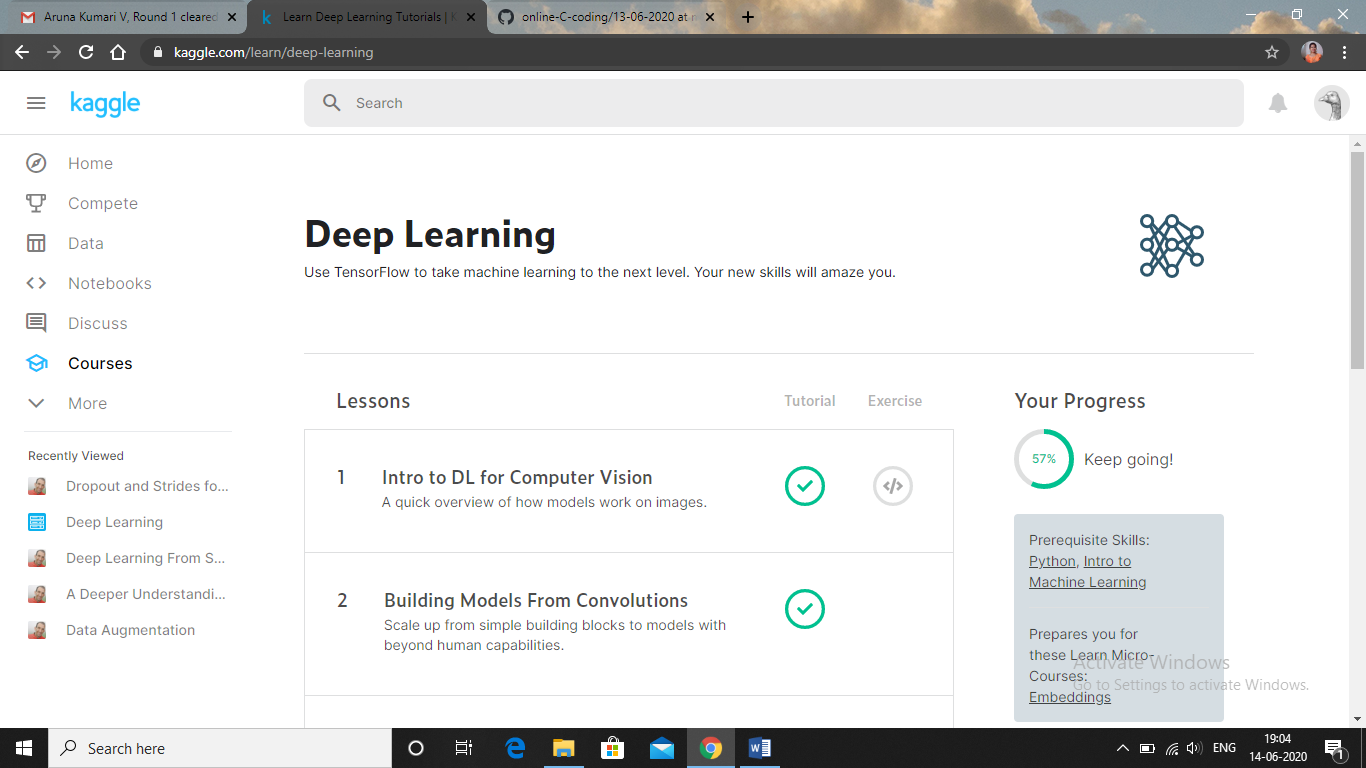 Aruna Kumari V, Round 1 cleared
Learn Deep Learning Tutorials | K
online-C-coding/13-06-2020 at
kaggle.com/learn/deep-learning
kaggle
Search
Home
Compete
Data
Notebooks
Discuss
Courses
More
Recently Viewed
Dropout and Strides fo...
Deep Learning
Deep Learning From S...
A Deeper Understandi...
Data Augmentation
Deep Learning
Use TensorFlow to take machine learning to the next level. Your new skills will amaze you.
Lessons Tutorial Exercise
1 Intro to DL for Computer Vision
A quick overview of how models work on images.
2 Building Models From Convolutions
Scale up from simple building blocks to models with
beyond human capabilities.
Your Progress
57% Keep going!
Prerequisite Skills:
Python, Intro to
Machine Learning
Prepares you for
these Learn Micro-
Courses:
Embeddings
Activate Windows
Go to Settings to activate Windows.
Search here
ENG
19:04
14-06-2020
1